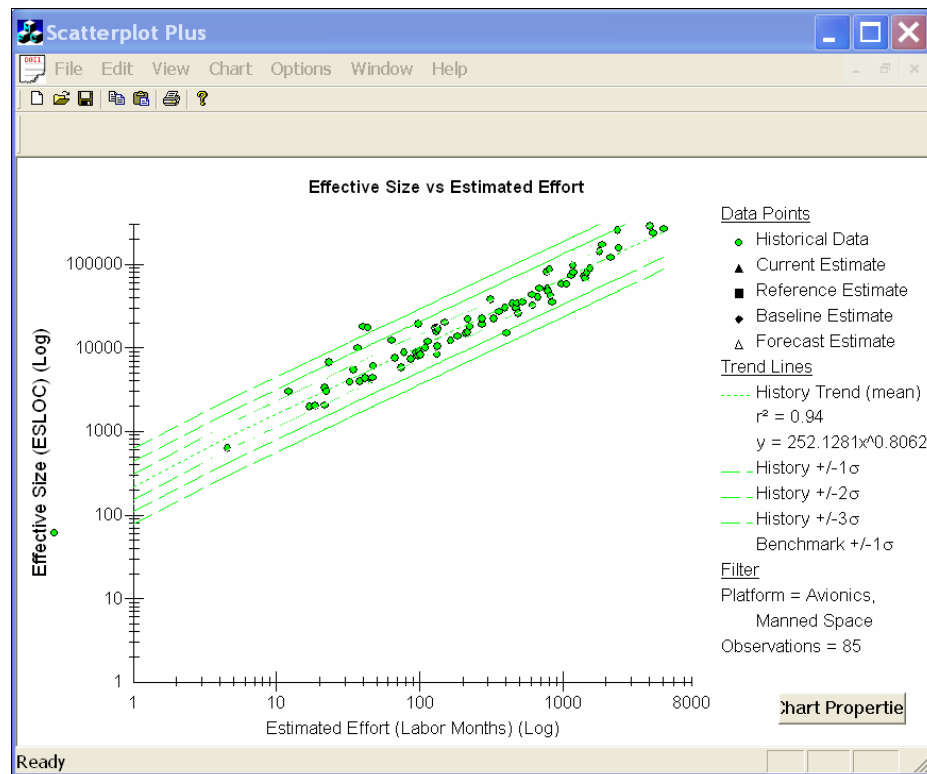 Scatterplot Plus
DOC1
File Edit View Chart Options Window Help
Effective Size vs Estimated Effort
Effective Size (ESLOC) (Log)
100000
10000
1000
100
10
1
1 10 100 1000 8000
Estimated Effort (Labor Months) (Log)
Data Points
Historical Data
Current Estimate
Reference Estimate
Baseline Estimate
Forecast Estimate
Trend Lines
History Trend (mean)
r² = 0.94
y = 252.1281x^0.8062
History +/-1σ
History +/-2σ
History +/-3σ
Benchmark +/-1σ
Filter
Platform = Avionics,
Manned Space
Observations = 85
Chart Propertie
Ready